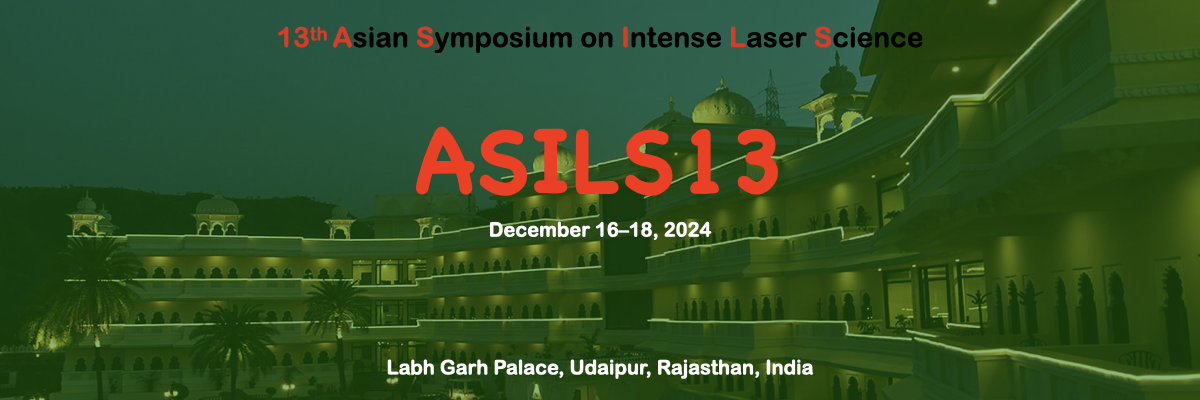 13th Asian Symposium on Intense Laser Science
ASILS13
December 16–18, 2024
Labh Garh Palace, Udaipur, Rajasthan, India